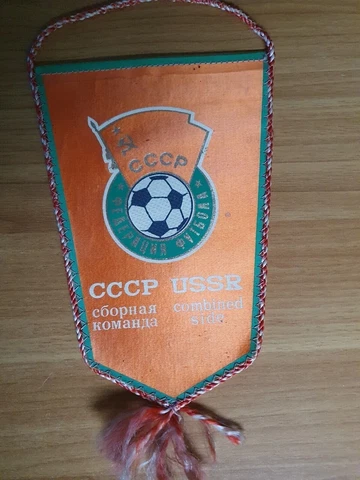 СССР
ФЕДЕРАЦИЯ ФУТБОЛА
СССР USSR
сборная combined
команда side